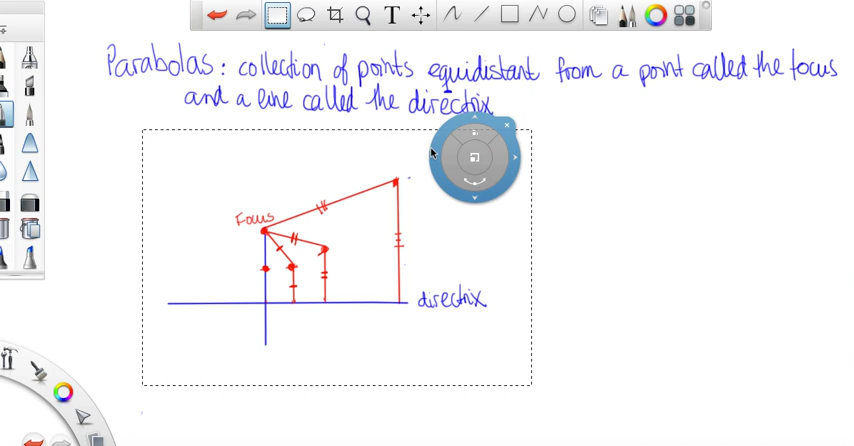 Parabolas: collection of points equidistant from a point called the focus
and a line called the directrix
Focus
directrix